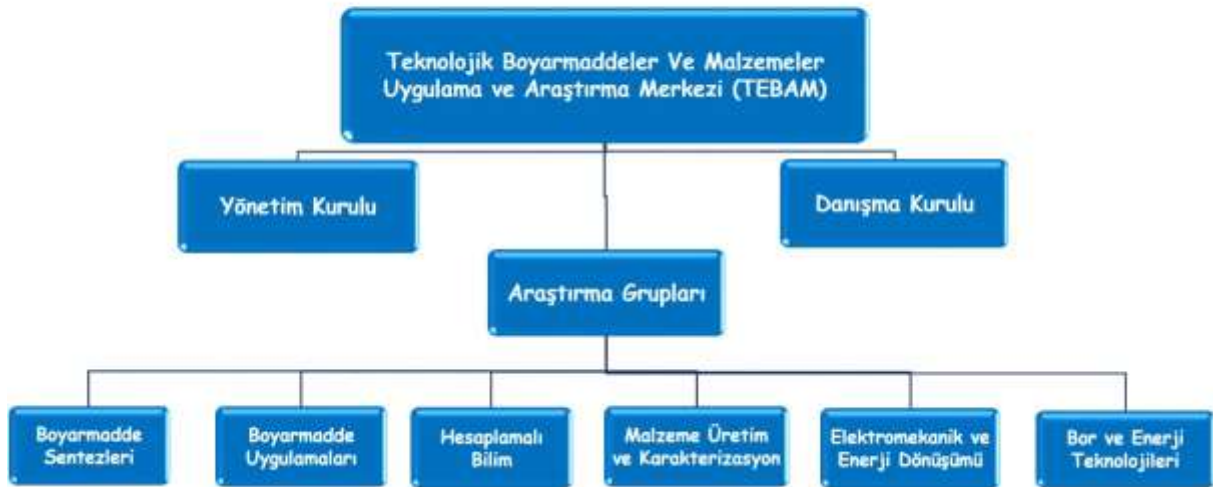 Teknolojik Boyarmaddeler Ve Malzemeler
Uygulama ve Araştırma Merkezi (TEBAM)
Yönetim Kurulu
Danışma Kurulu
Araştırma Grupları
Boyarmadde
Sentezleri
Boyarmadde
Uygulamaları
Hesaplamalı
Bilim
Malzeme Üretim
ve Karakterizasyon
Elektromekanik ve
Enerji Dönüşümü
Bor ve Enerji
Teknolojileri